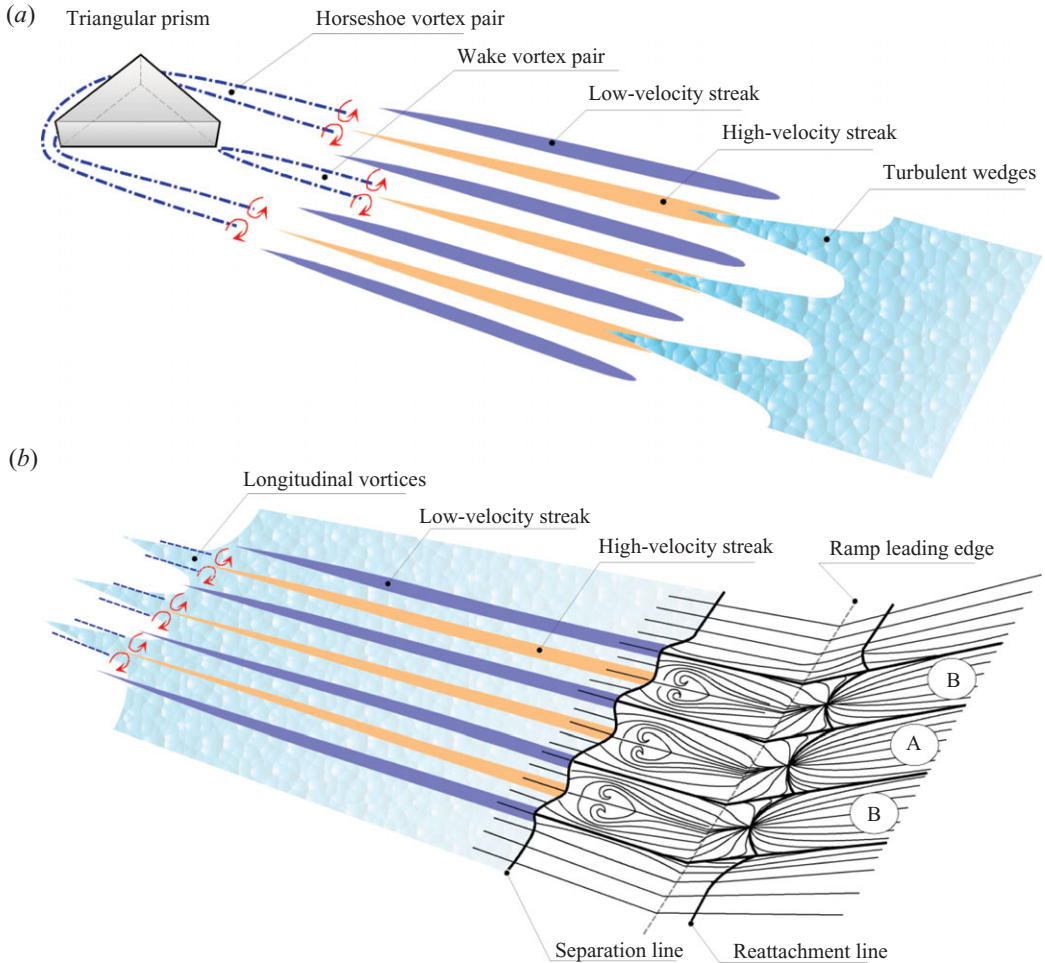 (a)
Triangular prism
Horseshoe vortex pair
Wake vortex pair
Low-velocity streak
High-velocity streak
Turbulent wedges
(b)
Longitudinal vortices
Low-velocity streak
High-velocity streak
Ramp leading edge
B
A
B
Separation line
Reattachment line